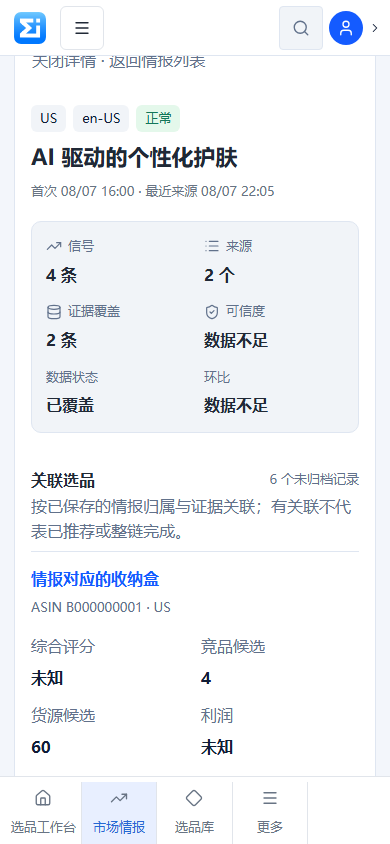 关闭详情 · 返回情报列表
US
en-US
正常
AI 驱动的个性化护肤
首次 08/07 16:00 · 最近来源 08/07 22:05
信号
来源
4 条
2 个
证据覆盖
可信度
2 条
数据不足
数据状态
环比
已覆盖
数据不足
关联选品
6 个未归档记录
按已保存的情报归属与证据关联；有关联不代
表已推荐或整链完成。
情报对应的收纳盒
ASIN B000000001 · US
综合评分
竞品候选
未知
4
货源候选
利润
60
未知
选品工作台
市场情报
选品库
更多